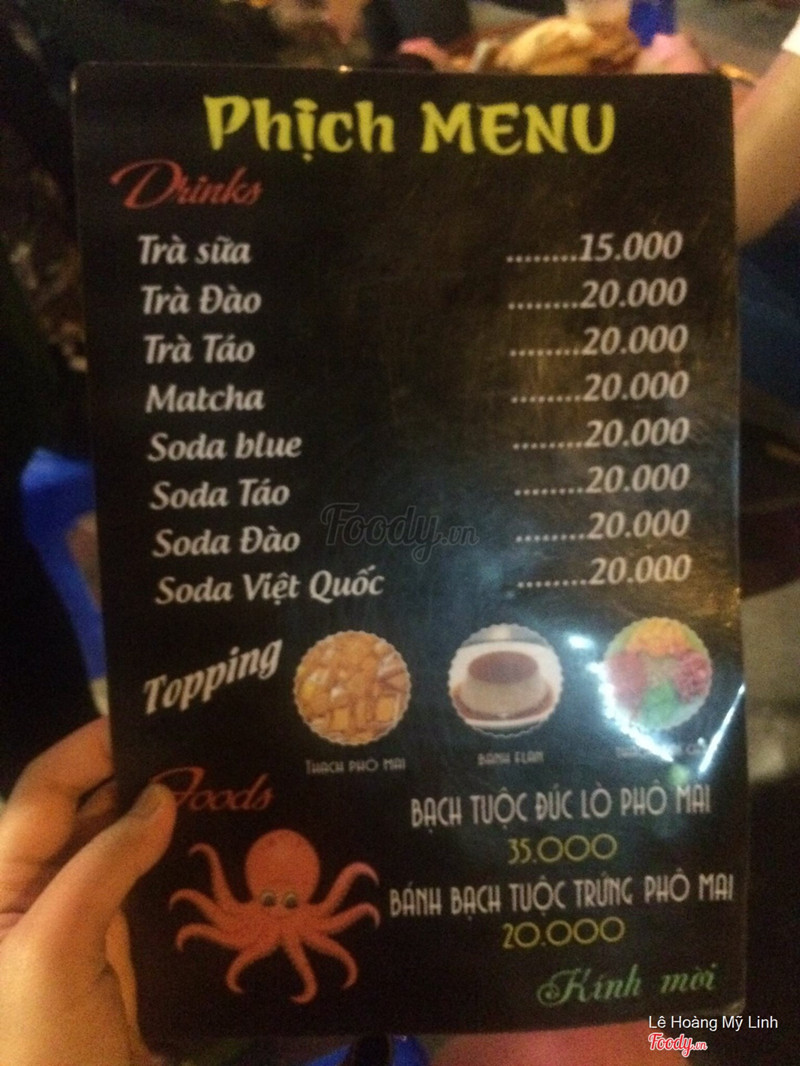 Phịch MENU
Drinks
Trà sữa ........15.000
Trà Đào ........20.000
Trà Táo ........20.000
Matcha ........20.000
Soda blue ........20.000
Soda Táo ........20.000
Soda Đào ........20.000
Soda Việt Quốc ........20.000
Foody.vn
Topping
THẠCH PHÔ MAI
BÁNH FLAN
Foods
BẠCH TUỘC ĐÚC LÒ PHÔ MAI
35.000
BÁNH BẠCH TUỘC TRỨNG PHÔ MAI
20.000
Kính mời
Lê Hoàng Mỹ Linh
Foody.vn